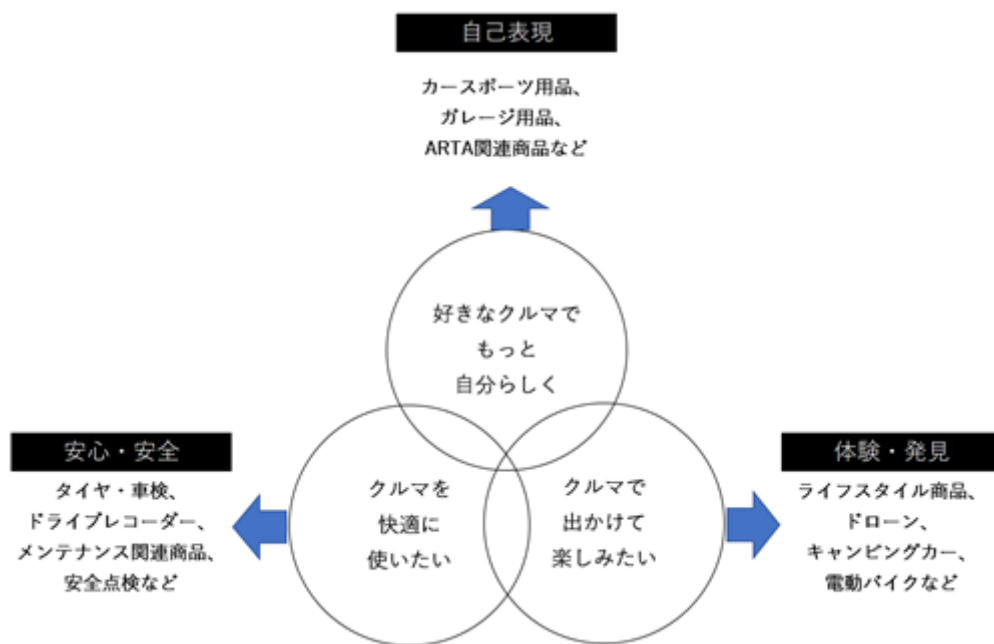 自己表現
カースポーツ用品、
ガレージ用品、
ARTA関連商品など
好きなクルマで
もっと
自分らしく
安心・安全
タイヤ・車検、
ドライブレコーダー、
メンテナンス関連商品、
安全点検など
クルマを
快適に
使いたい
クルマで
出かけて
楽しみたい
体験・発見
ライフスタイル商品、
ドローン、
キャンピングカー、
電動バイクなど